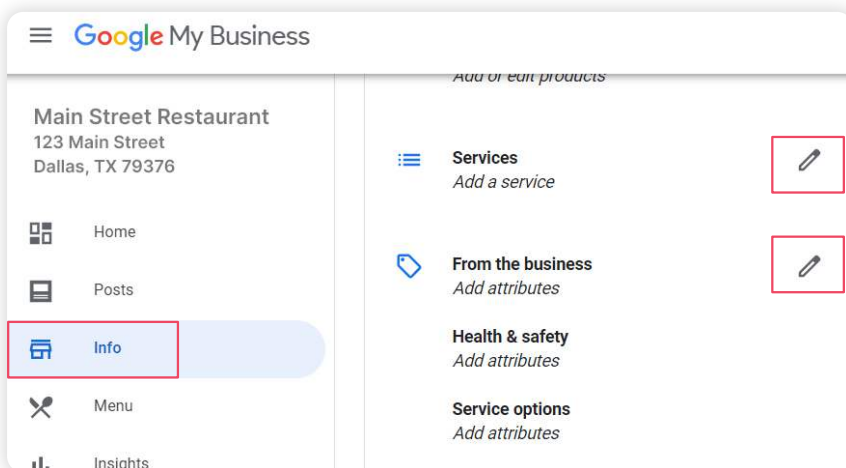 Google My Business
Main Street Restaurant
123 Main Street
Dallas, TX 79376
Home
Posts
Info
Menu
Insights
Add or edit products
Services
Add a service
From the business
Add attributes
Health & safety
Add attributes
Service options
Add attributes